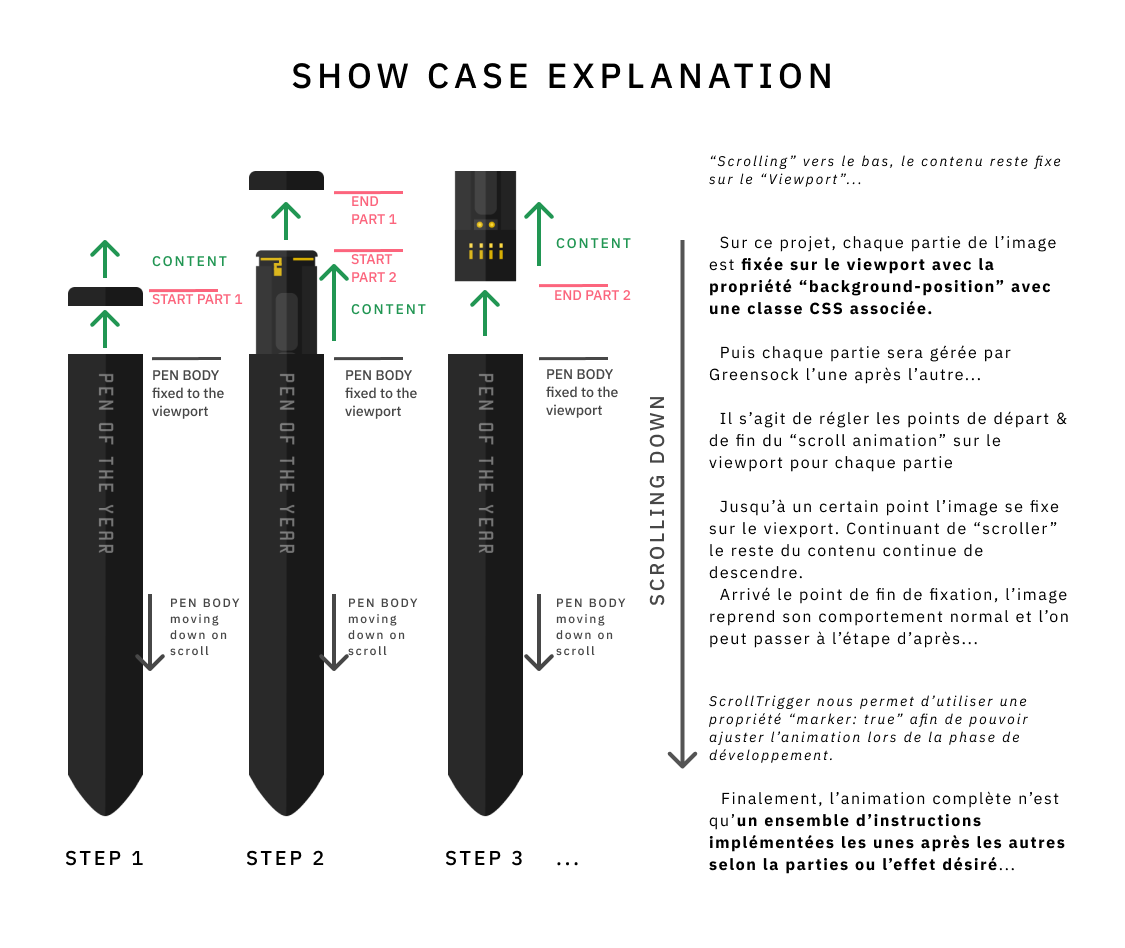 SHOW CASE EXPLANATION
CONTENT
START PART 1
PEN BODY
fixed to the
viewport
PEN OF THE YEAR
PEN BODY
moving
down on
scroll
STEP 1
END
PART 1
START
PART 2
CONTENT
PEN BODY
fixed to the
viewport
PEN OF THE YEAR
PEN BODY
moving
down on
scroll
STEP 2
CONTENT
END PART 2
PEN BODY
fixed to the
viewport
PEN OF THE YEAR
PEN BODY
moving
down on
scroll
STEP 3
...
SCROLLING DOWN
“Scrolling” vers le bas, le contenu reste fixe
sur le “Viewport”...
Sur ce projet, chaque partie de l’image
est fixée sur le viewport avec la
propriété “background-position” avec
une classe CSS associée.
Puis chaque partie sera gérée par
Greensock l’une après l’autre...
Il s’agit de régler les points de départ &
de fin du “scroll animation” sur le
viewport pour chaque partie
Jusqu’à un certain point l’image se fixe
sur le viexport. Continuant de “scroller”
le reste du contenu continue de
descendre.
Arrivé le point de fin de fixation, l’image
reprend son comportement normal et l’on
peut passer à l’étape d’après...
ScrollTrigger nous permet d’utiliser une
propriété “marker: true” afin de pouvoir
ajuster l’animation lors de la phase de
développement.
Finalement, l’animation complète n’est
qu’un ensemble d’instructions
implémentées les unes après les autres
selon la parties ou l’effet désiré...